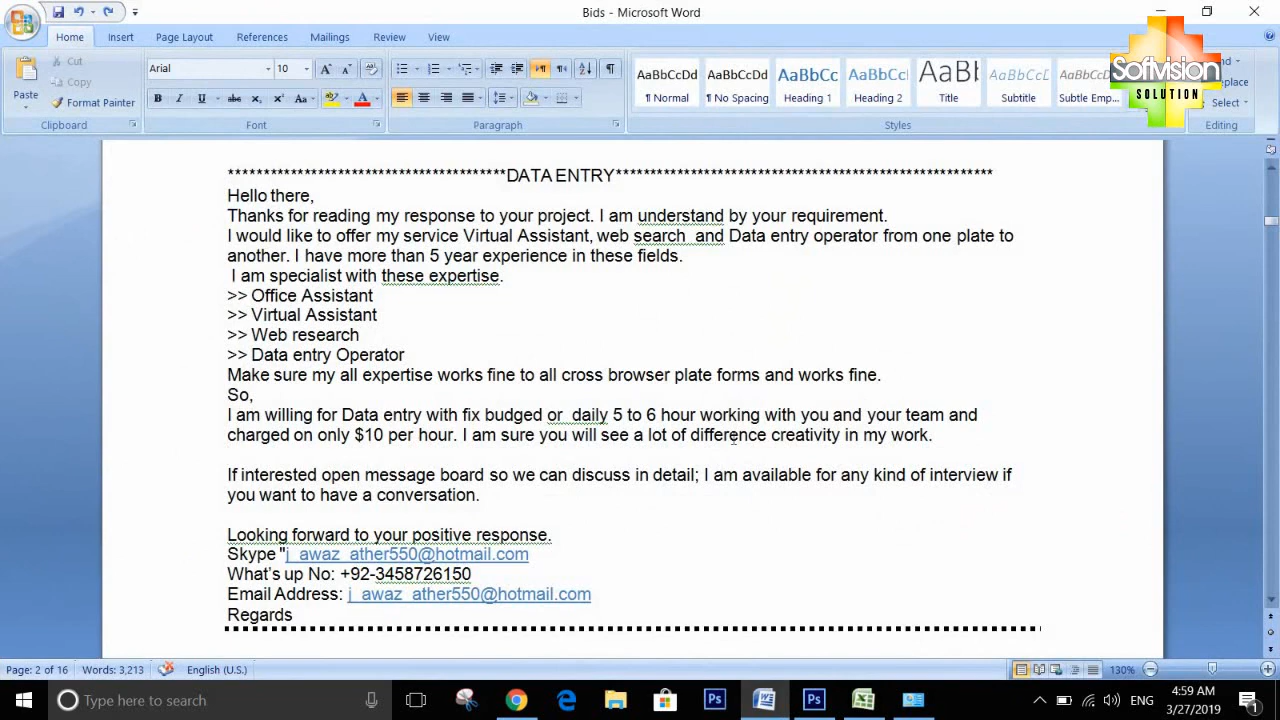 Bids - Microsoft Word
Home Insert Page Layout References Mailings Review View
Paste
Cut
Copy
Format Painter
Clipboard
Arial 10
Font
Paragraph
AaBbCcDd AaBbCcDd AaBbCc AaBbCc AaBb AaBbCcDd AaBbCcDd
¶ Normal ¶ No Spacing Heading 1 Heading 2 Title Subtitle Subtle Emp...
Styles
Select
Editing
Softvision
SOLUTION
****************************************DATA ENTRY******************************************************
Hello there,
Thanks for reading my response to your project. I am understand by your requirement.
I would like to offer my service Virtual Assistant, web search and Data entry operator from one plate to
another. I have more than 5 year experience in these fields.
I am specialist with these expertise.
>> Office Assistant
>> Virtual Assistant
>> Web research
>> Data entry Operator
Make sure my all expertise works fine to all cross browser plate forms and works fine.
So,
I am willing for Data entry with fix budged or daily 5 to 6 hour working with you and your team and
charged on only $10 per hour. I am sure you will see a lot of difference creativity in my work.
If interested open message board so we can discuss in detail; I am available for any kind of interview if
you want to have a conversation.
Looking forward to your positive response.
Skype "j_awaz_ather550@hotmail.com
What's up No: +92-3458726150
Email Address: j_awaz_ather550@hotmail.com
Regards
Page: 2 of 16 Words: 3,213 English (U.S.) 130%
Type here to search
ENG
4:59 AM
3/27/2019